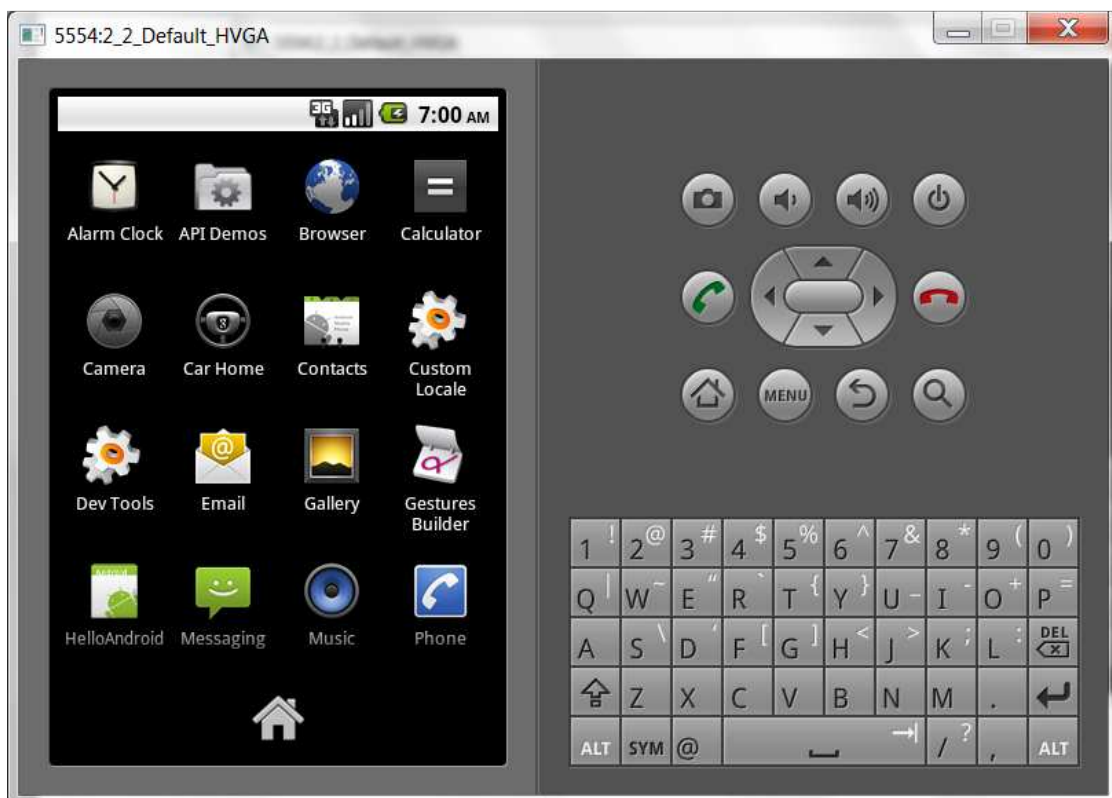 5554:2_2_Default_HVGA
3G 7:00 AM
Alarm Clock API Demos Browser Calculator
Camera Car Home Contacts Custom Locale
Dev Tools Email Gallery Gestures Builder
HelloAndroid Messaging Music Phone
MENU
1 ! 2 @ 3 # 4 $ 5 % 6 ^ 7 & 8 * 9 ( 0 )
Q | W ~ E " R ` T { Y } U _ I - O + P =
A S \ D ' F [ G ] H < J > K ; L : DEL
Z X C V B N M .
ALT SYM @ / ? , ALT